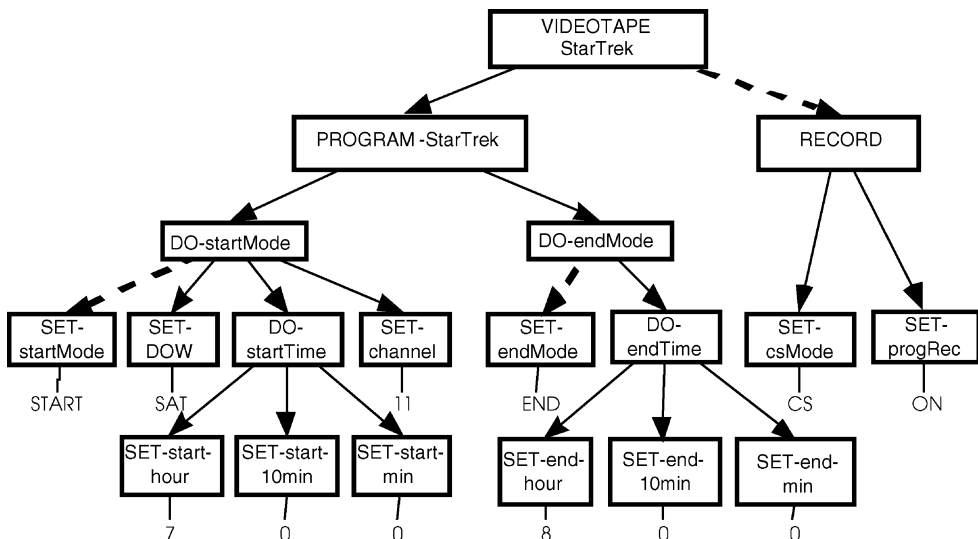 VIDEOTAPE
StarTrek
PROGRAM -StarTrek
RECORD
DO-startMode
DO-endMode
SET-
startMode
SET-
DOW
DO-
startTime
SET-
channel
SET-
endMode
DO-
endTime
SET-
csMode
SET-
progRec
START
SAT
11
END
CS
ON
SET-start-
hour
SET-start-
10min
SET-start-
min
SET-end-
hour
SET-end-
10min
SET-end-
min
7
0
0
8
0
0